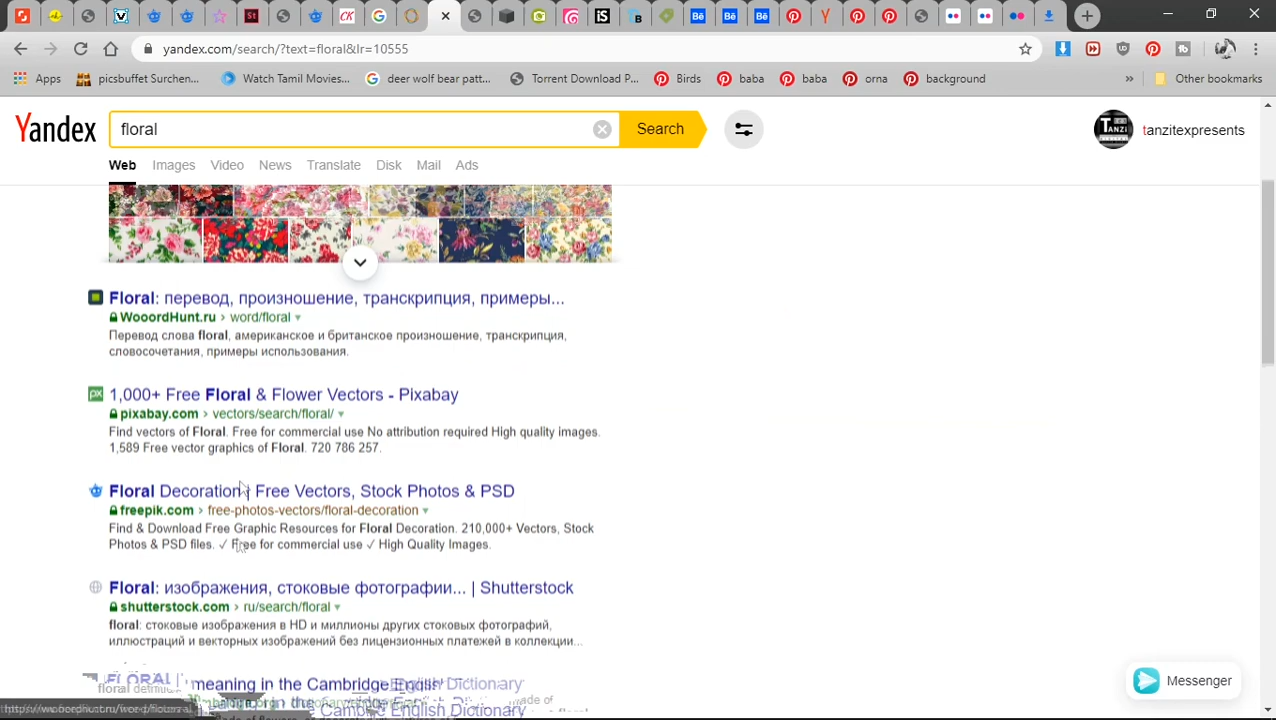 yandex.com/search/?text=floral&lr=10555
Apps picsbuffet Surchen... Watch Tamil Movies... deer wolf bear patt... Torrent Download P... Birds baba baba orna background » Other bookmarks
Yandex floral Search tanzitexpresents
Web Images Video News Translate Disk Mail Ads
Floral: перевод, произношение, транскрипция, примеры...
WooordHunt.ru › word/floral
Перевод слова floral, американское и британское произношение, транскрипция,
словосочетания, примеры использования.
1,000+ Free Floral & Flower Vectors - Pixabay
pixabay.com › vectors/search/floral/
Find vectors of Floral. Free for commercial use No attribution required High quality images.
1,589 Free vector graphics of Floral. 720 786 257.
Floral Decoration | Free Vectors, Stock Photos & PSD
freepik.com › free-photos-vectors/floral-decoration
Find & Download Free Graphic Resources for Floral Decoration. 210,000+ Vectors, Stock
Photos & PSD files. ✓ Free for commercial use ✓ High Quality Images.
Floral: изображения, стоковые фотографии... | Shutterstock
shutterstock.com › ru/search/floral
floral: стоковые изображения в HD и миллионы других стоковых фотографий,
иллюстраций и векторных изображений без лицензионных платежей в коллекции...
FLORAL | meaning in the Cambridge English Dictionary
Messenger